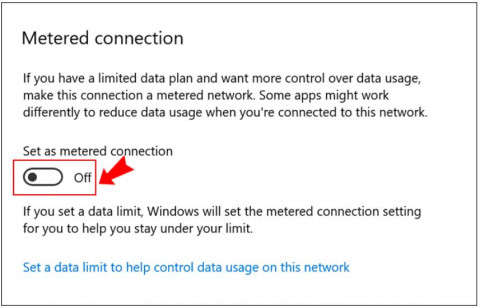 Metered connection
If you have a limited data plan and want more control over data usage,
make this connection a metered network. Some apps might work
differently to reduce data usage when you're connected to this network.
Set as metered connection
Off
If you set a data limit, Windows will set the metered connection setting
for you to help you stay under your limit.
Set a data limit to help control data usage on this network